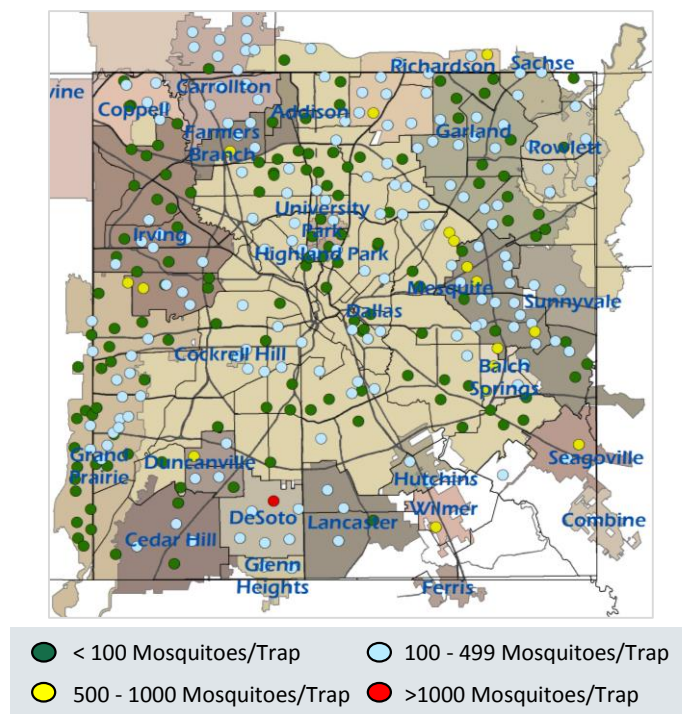 Richardson
Sachse
vine
Carrollton
Coppell
Addison
Garland
Farmers
Branch
Rowlett
University
Park
Irving
Highland Park
Mesquite
Sunnyvale
Dallas
Cockrell Hill
Balch
Springs
Grand
Prairie
Duncanville
Seagoville
Hutchins
Wilmer
DeSoto
Lancaster
Combine
Cedar Hill
Glenn
Heights
Ferris
< 100 Mosquitoes/Trap
100 - 499 Mosquitoes/Trap
500 - 1000 Mosquitoes/Trap
>1000 Mosquitoes/Trap